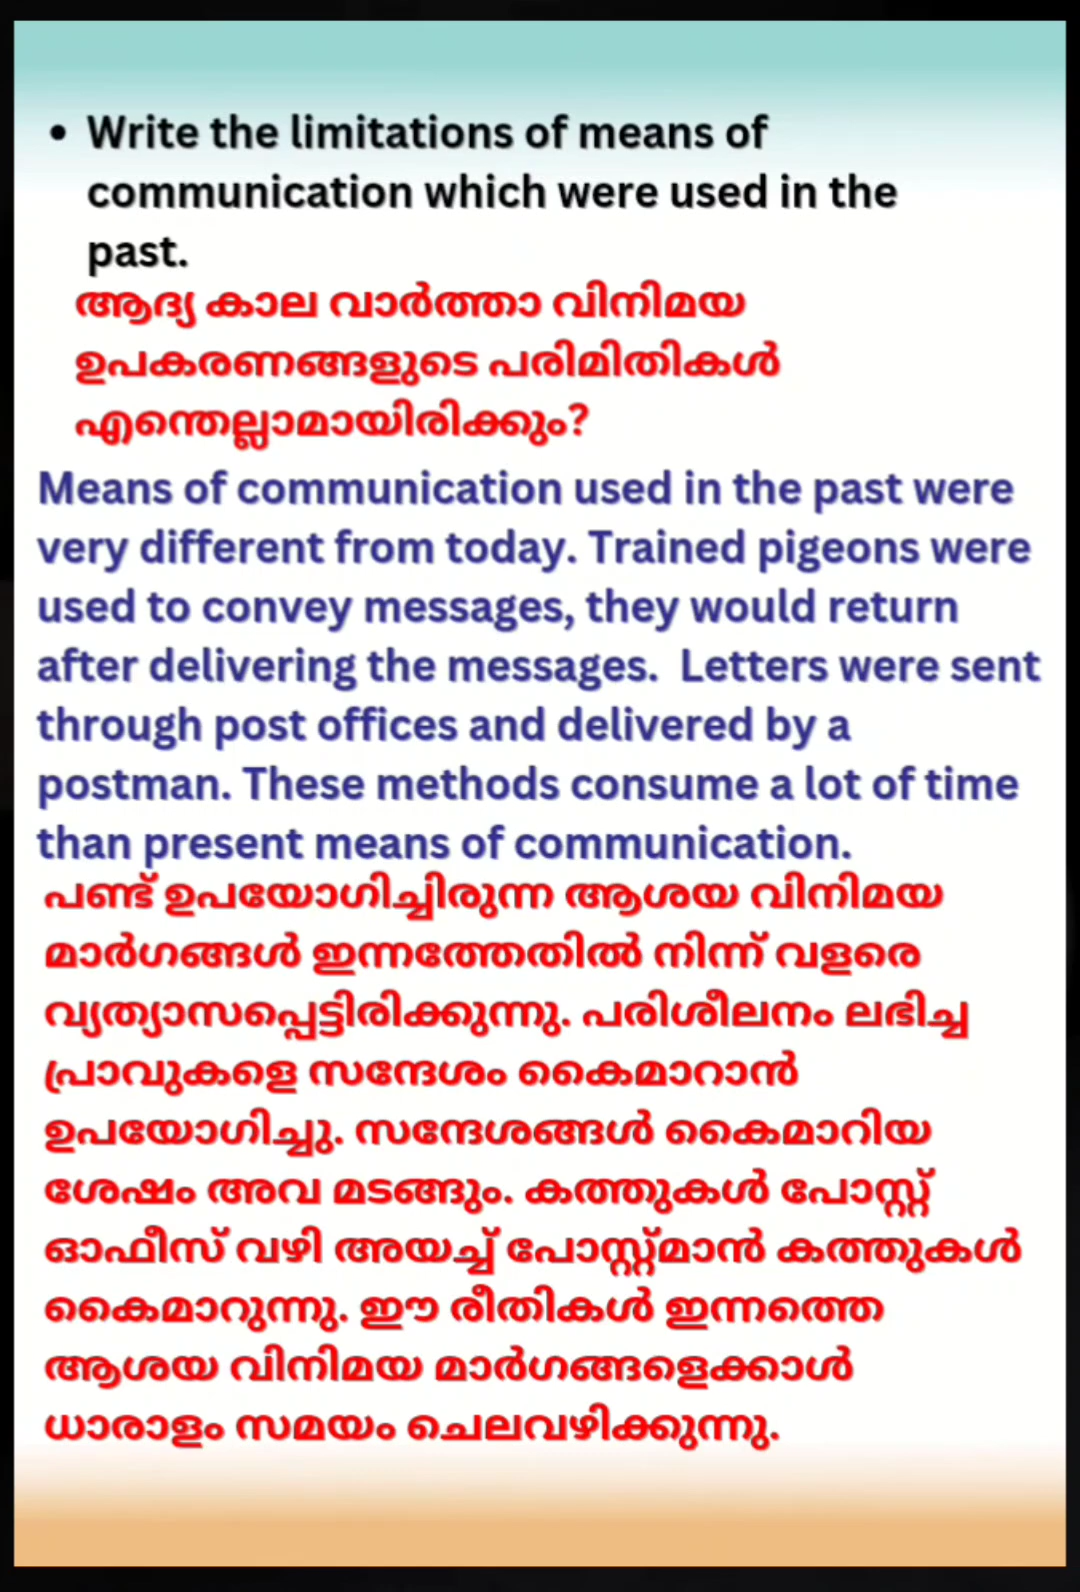 • Write the limitations of means of
communication which were used in the
past.
ആദ്യ കാല വാർത്താ വിനിമയ
ഉപകരണങ്ങളുടെ പരിമിതികൾ
എന്തെല്ലാമായിരിക്കും?
Means of communication used in the past were
very different from today. Trained pigeons were
used to convey messages, they would return
after delivering the messages.  Letters were sent
through post offices and delivered by a
postman. These methods consume a lot of time
than present means of communication.
പണ്ട് ഉപയോഗിച്ചിരുന്ന ആശയ വിനിമയ
മാർഗങ്ങൾ ഇന്നത്തേതിൽ നിന്ന് വളരെ
വ്യത്യാസപ്പെട്ടിരിക്കുന്നു. പരിശീലനം ലഭിച്ച
പ്രാവുകളെ സന്ദേശം കൈമാറാൻ
ഉപയോഗിച്ചു. സന്ദേശങ്ങൾ കൈമാറിയ
ശേഷം അവ മടങ്ങും. കത്തുകൾ പോസ്റ്റ്
ഓഫീസ് വഴി അയച്ച് പോസ്റ്റ്മാൻ കത്തുകൾ
കൈമാറുന്നു. ഈ രീതികൾ ഇന്നത്തെ
ആശയ വിനിമയ മാർഗങ്ങളെക്കാൾ
ധാരാളം സമയം ചെലവഴിക്കുന്നു.